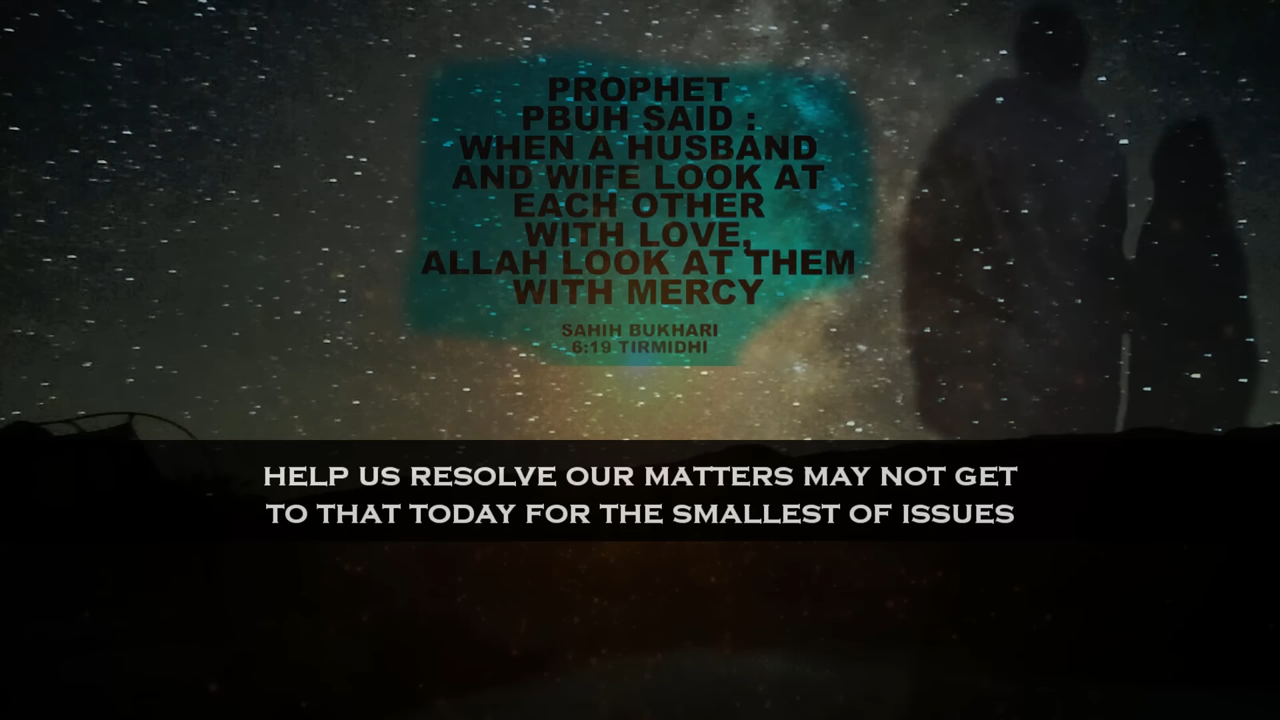 PROPHET
PBUH SAID :
WHEN A HUSBAND
AND WIFE LOOK AT
EACH OTHER
WITH LOVE,
ALLAH LOOK AT THEM
WITH MERCY
SAHIH BUKHARI
6:19 TIRMIDHI
HELP US RESOLVE OUR MATTERS MAY NOT GET
TO THAT TODAY FOR THE SMALLEST OF ISSUES